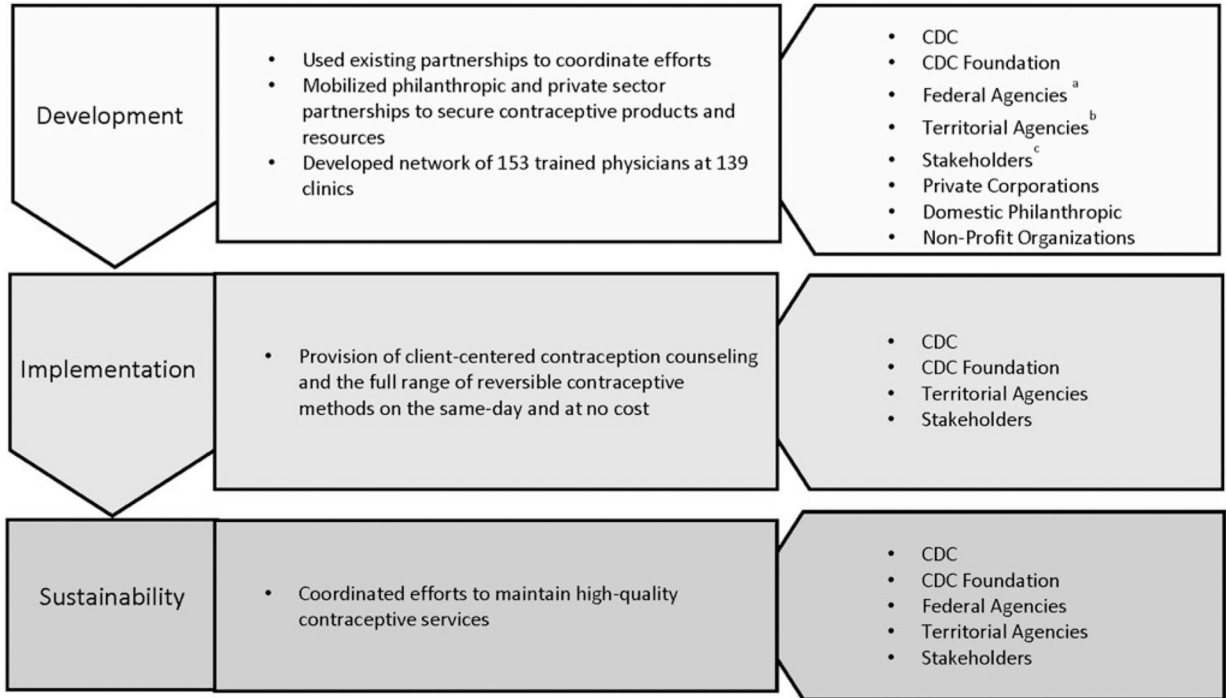 Development
• Used existing partnerships to coordinate efforts
• Mobilized philanthropic and private sector
partnerships to secure contraceptive products and
resources
• Developed network of 153 trained physicians at 139
clinics
• CDC
• CDC Foundation
• Federal Agencies a
• Territorial Agencies b
• Stakeholders c
• Private Corporations
• Domestic Philanthropic
• Non-Profit Organizations
Implementation
• Provision of client-centered contraception counseling
and the full range of reversible contraceptive
methods on the same-day and at no cost
• CDC
• CDC Foundation
• Territorial Agencies
• Stakeholders
Sustainability
• Coordinated efforts to maintain high-quality
contraceptive services
• CDC
• CDC Foundation
• Federal Agencies
• Territorial Agencies
• Stakeholders